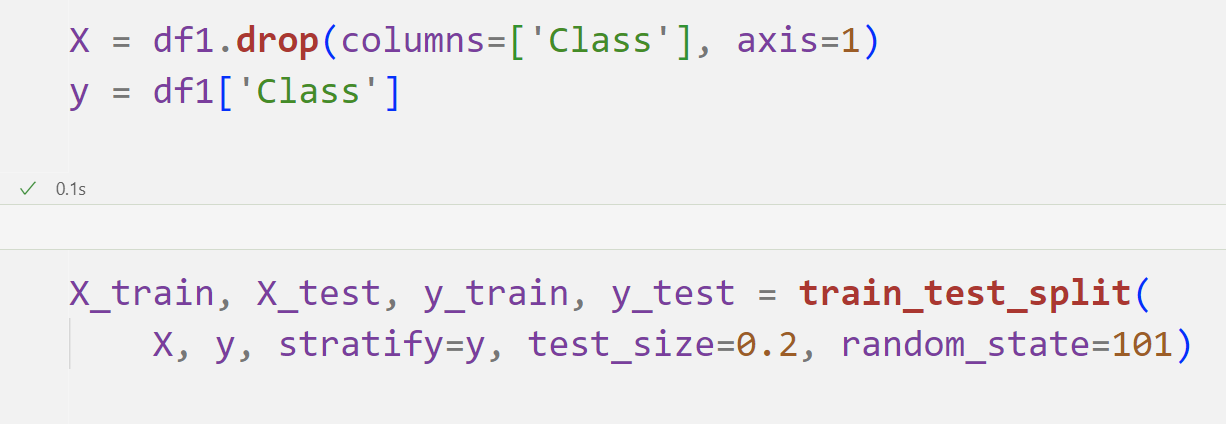 X = df1.drop(columns=['Class'], axis=1)
y = df1['Class']
0.1s
X_train, X_test, y_train, y_test = train_test_split(
    X, y, stratify=y, test_size=0.2, random_state=101)